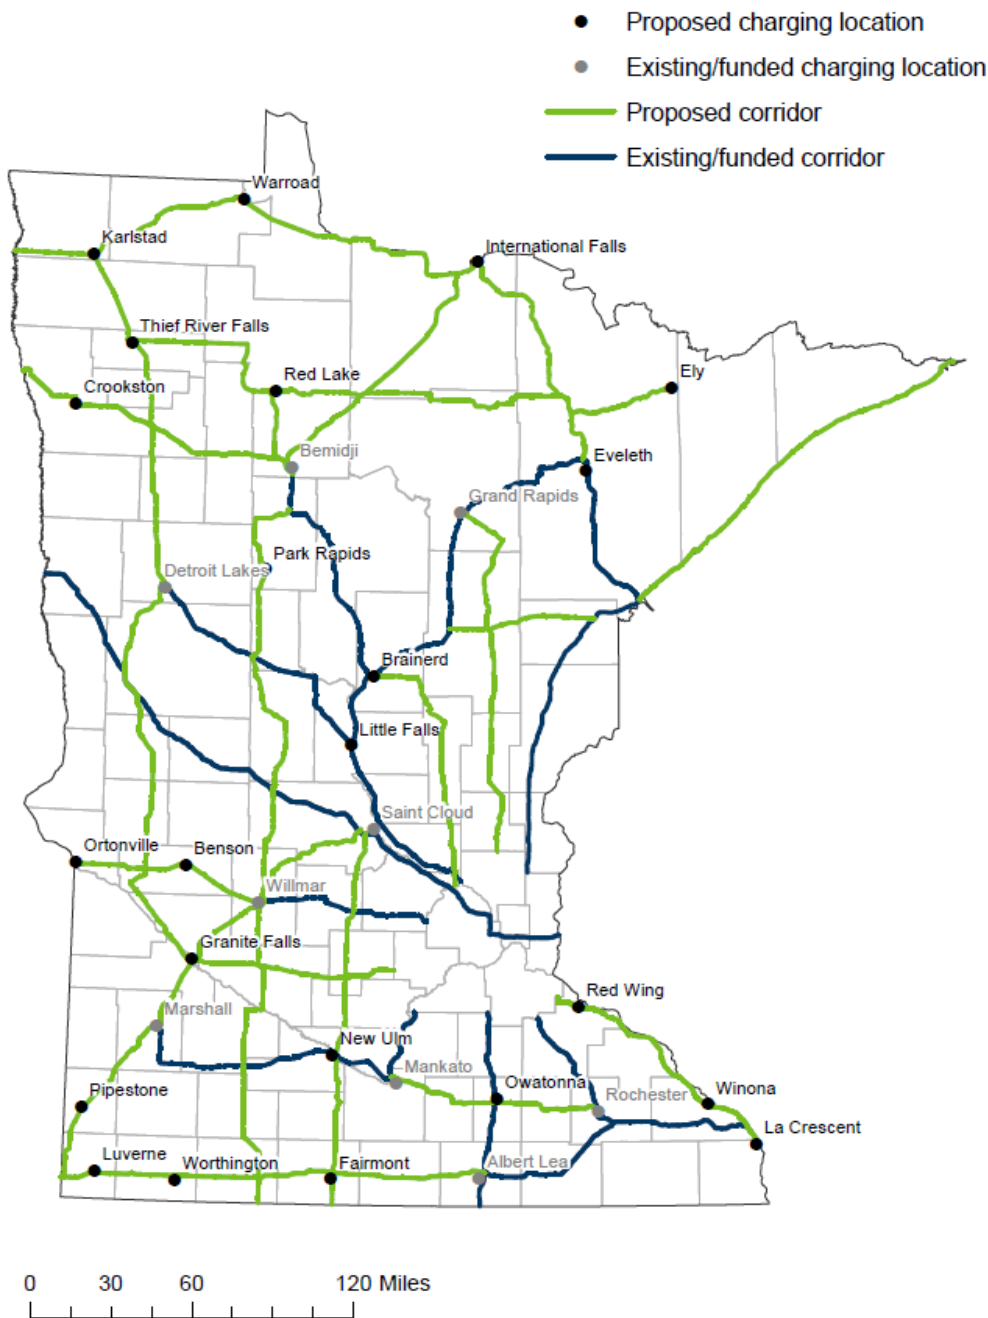 Proposed charging location
Existing/funded charging location
Proposed corridor
Existing/funded corridor
Warroad
Karlstad
International Falls
Thief River Falls
Red Lake
Ely
Crookston
Bemidji
Eveleth
Grand Rapids
Park Rapids
Detroit Lakes
Brainerd
Little Falls
Saint Cloud
Ortonville
Benson
Willmar
Granite Falls
Red Wing
Marshall
New Ulm
Mankato
Owatonna
Rochester
Winona
Pipestone
La Crescent
Luverne
Worthington
Fairmont
Albert Lea
0 30 60 120 Miles